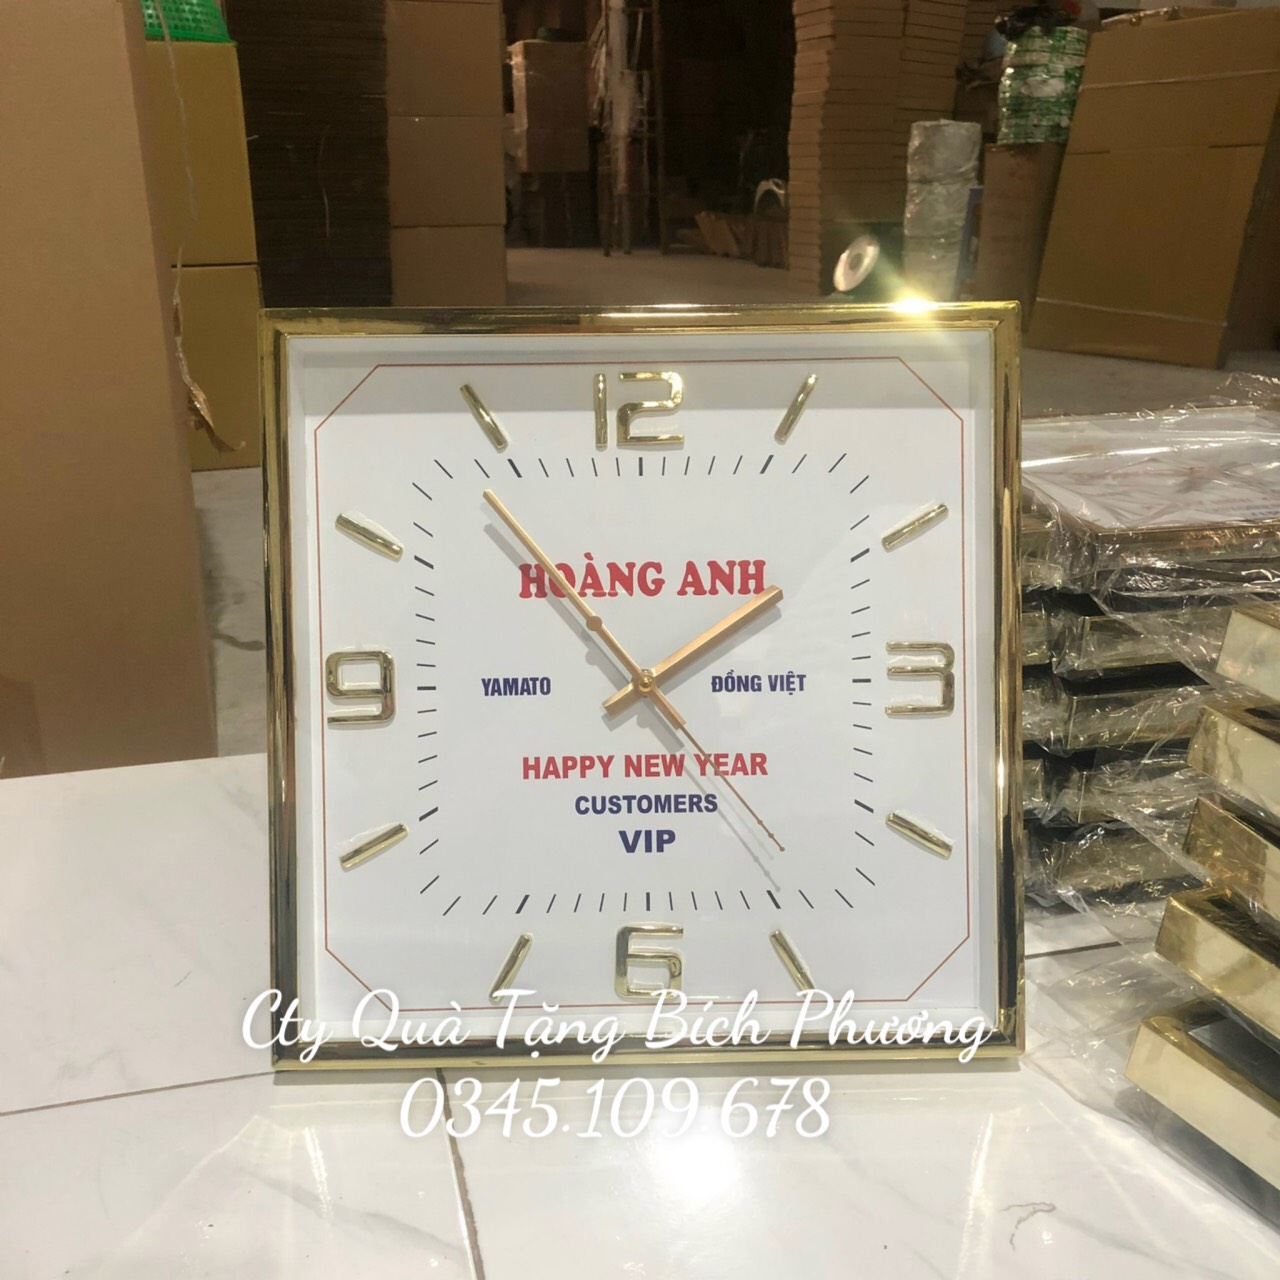 12
HOÀNG ANH
9
YAMATO
ĐỒNG VIỆT
3
HAPPY NEW YEAR
CUSTOMERS
VIP
6
Cty Quà Tặng Bích Phương
0345.109.678